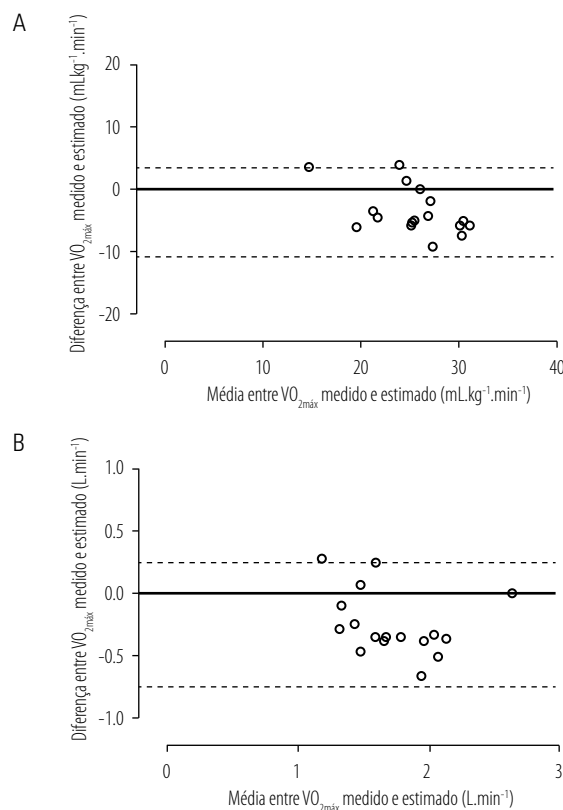 A
Diferença entre VO₂máx medido e estimado (mLkg⁻¹.min⁻¹)
20
10
0
-10
-20
0 10 20 30 40
Média entre VO₂máx medido e estimado (mL.kg⁻¹.min⁻¹)
B
Diferença entre VO₂máx medido e estimado (L.min⁻¹)
1.0
0.5
0.0
-0.5
-1.0
0 1 2 3
Média entre VO₂máx medido e estimado (L.min⁻¹)